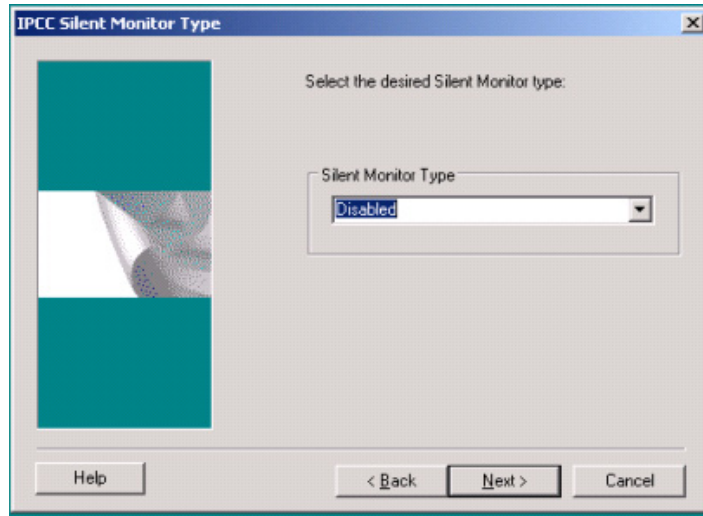 IPCC Silent Monitor Type
Select the desired Silent Monitor type:
Silent Monitor Type
Disabled
Help
< Back
Next >
Cancel